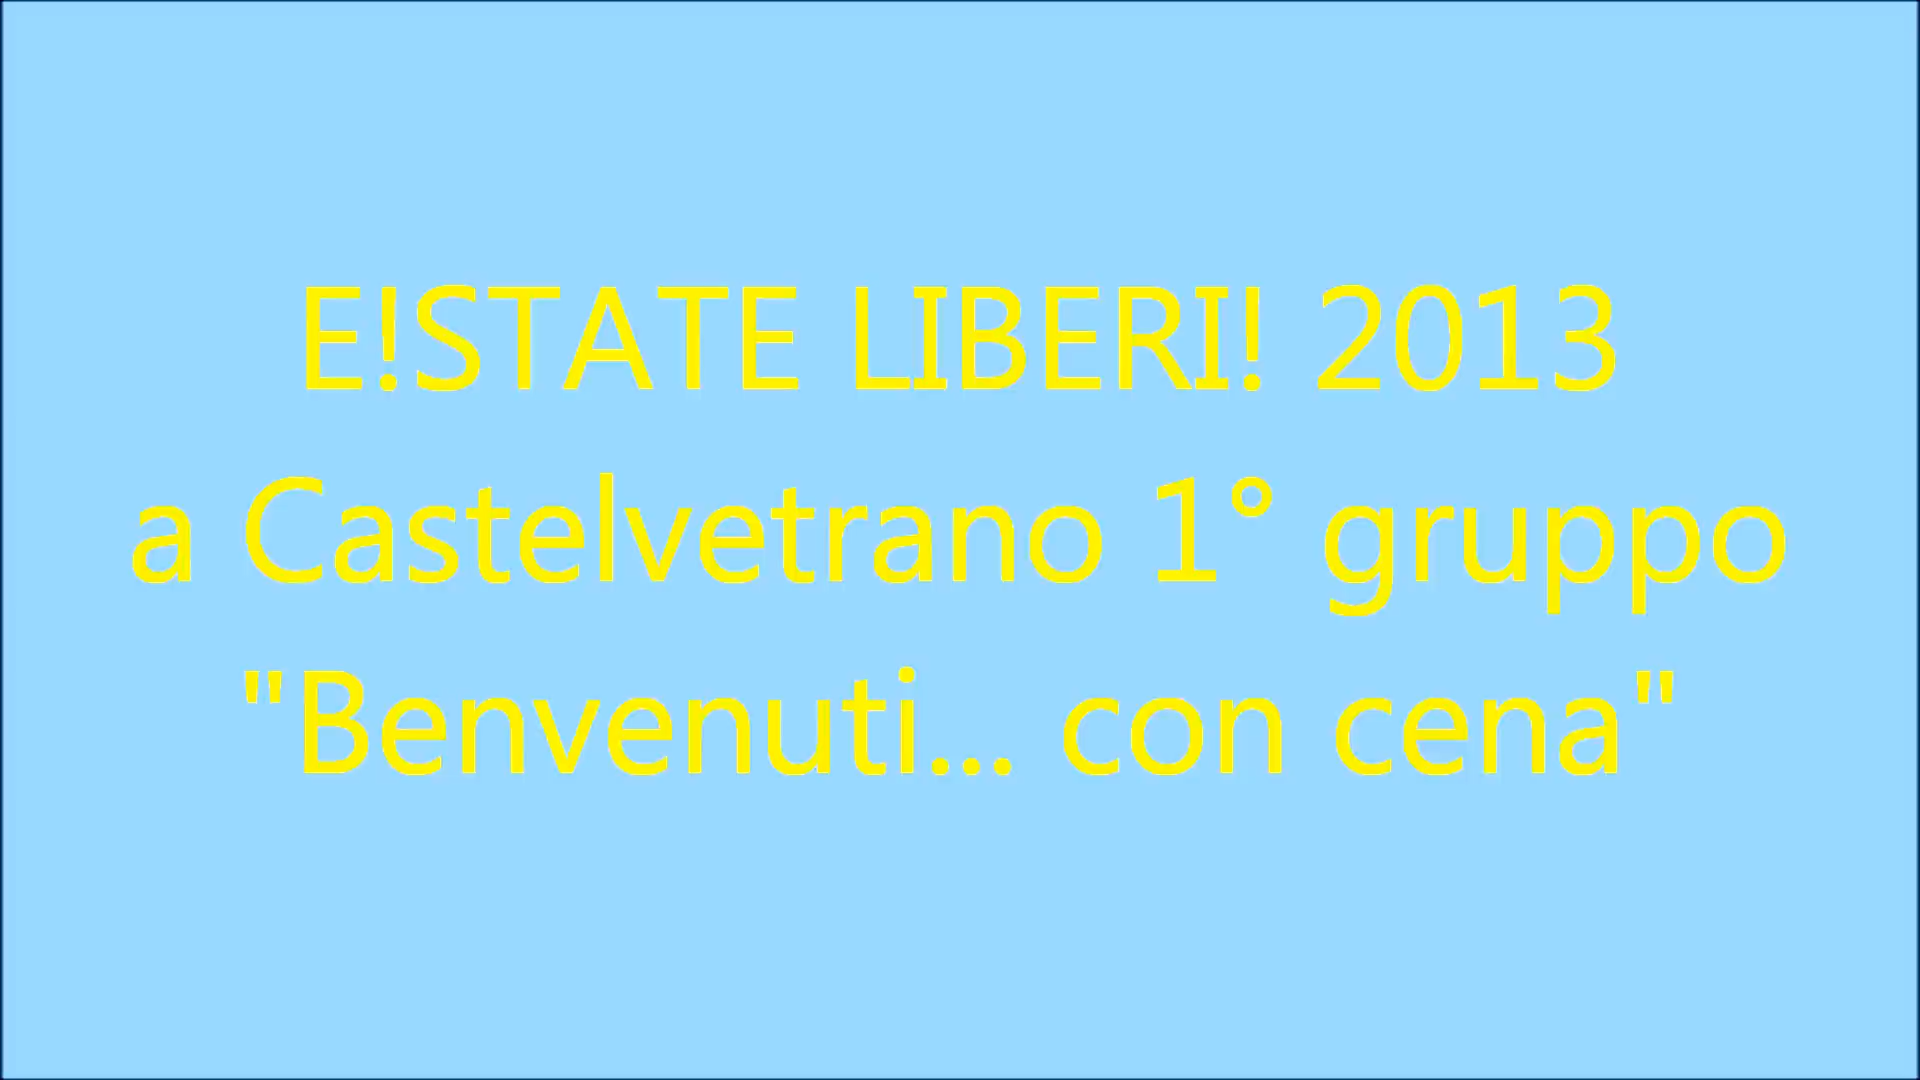 E!STATE LIBERI! 2013
a Castelvetrano 1° gruppo
"Benvenuti... con cena"